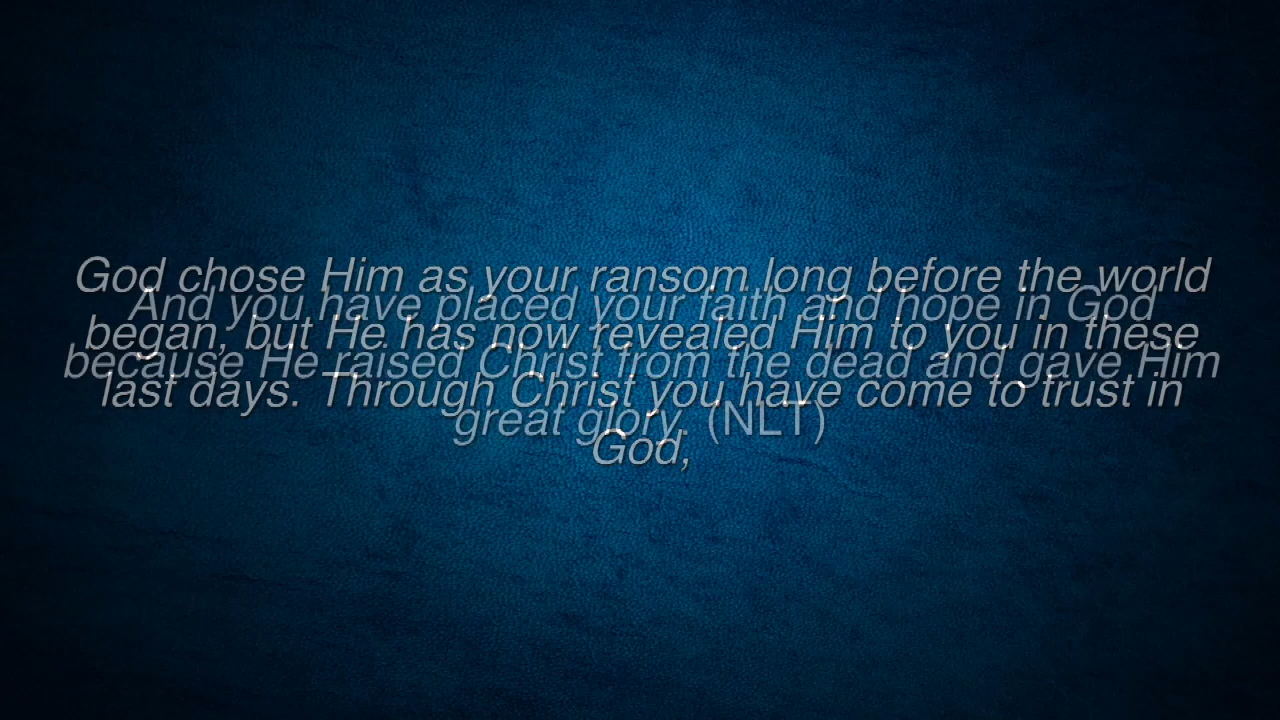 God chose Him as your ransom long before the world
began, but He has now revealed Him to you in these
last days. Through Christ you have come to trust in
God,
And you have placed your faith and hope in God
because He raised Christ from the dead and gave Him
great glory. (NLT)